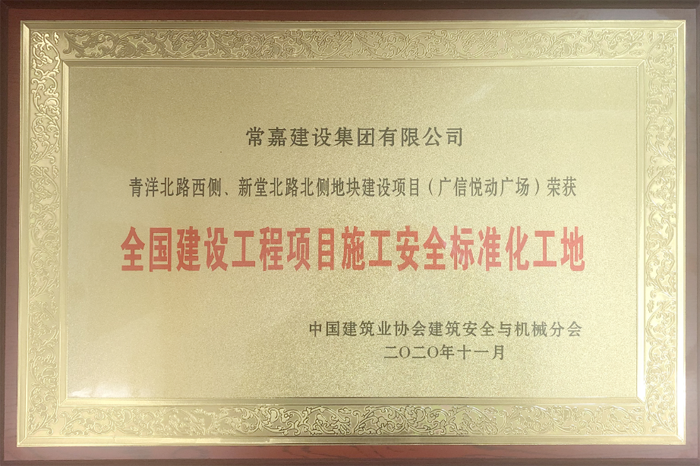 常嘉建设集团有限公司
青洋北路西侧、新堂北路北侧地块建设项目（广信悦动广场）荣获
全国建设工程项目施工安全标准化工地
中国建筑业协会建筑安全与机械分会
二〇二〇年十一月